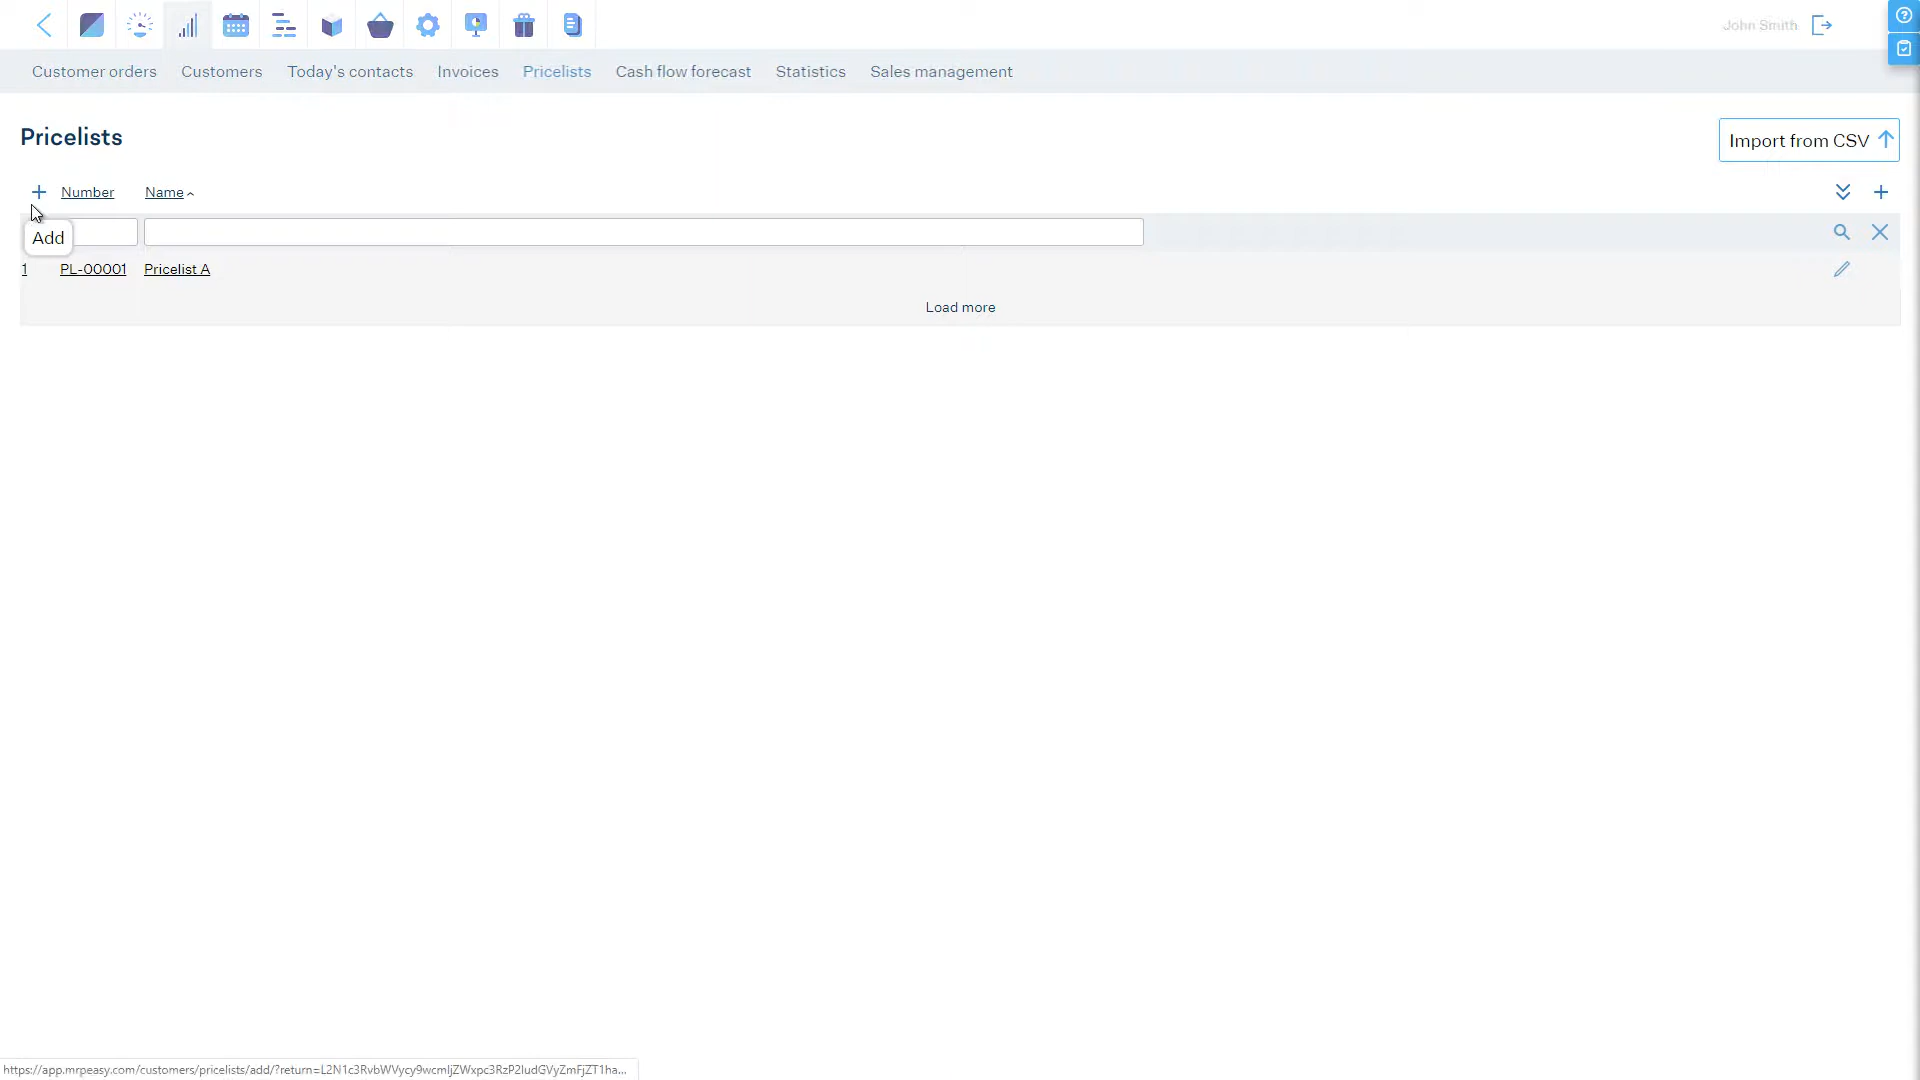 John Smith
Customer orders Customers Today's contacts Invoices Pricelists Cash flow forecast Statistics Sales management
Pricelists
Import from CSV
Number Name
Add
1 PL-00001 Pricelist A
Load more
https://app.mrpeasy.com/customers/pricelists/add/?return=L2N1c3RvbWVycy9wcmljZWxpc3RzP2ludGVyZmFjZT1ha...